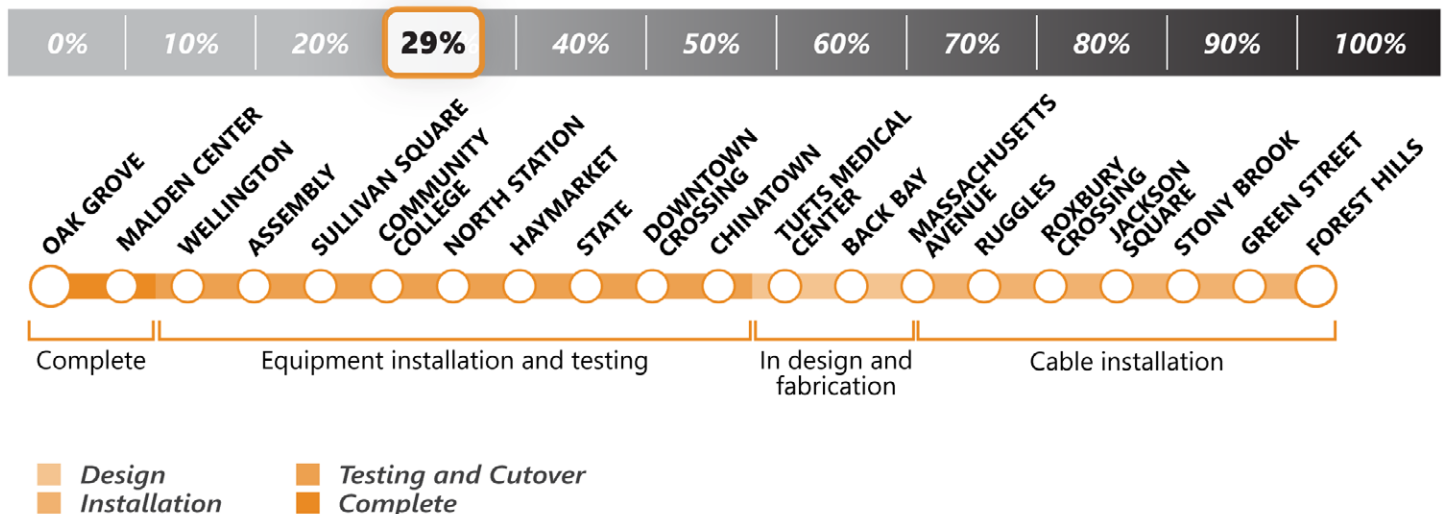 0% 10% 20% 29% 40% 50% 60% 70% 80% 90% 100%
OAK GROVE
MALDEN CENTER
WELLINGTON
ASSEMBLY
SULLIVAN SQUARE
COMMUNITY
COLLEGE
NORTH STATION
HAYMARKET
STATE
DOWNTOWN
CROSSING
CHINATOWN
TUFTS MEDICAL
CENTER
BACK BAY
MASSACHUSETTS
AVENUE
RUGGLES
ROXBURY
CROSSING
JACKSON
SQUARE
STONY BROOK
GREEN STREET
FOREST HILLS
Complete
Equipment installation and testing
In design and
fabrication
Cable installation
Design
Installation
Testing and Cutover
Complete